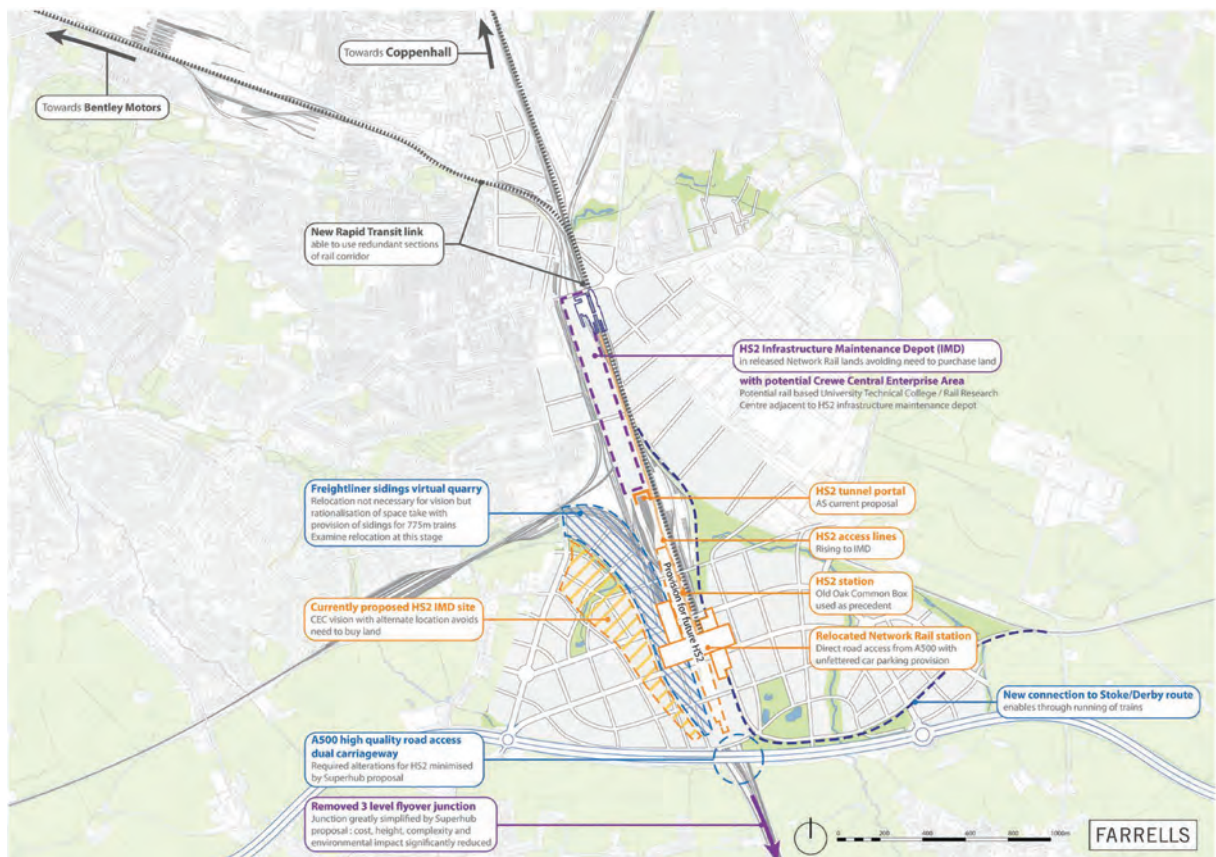 Towards Coppenhall
Towards Bentley Motors
New Rapid Transit link
able to use redundant sections
of rail corridor
HS2 Infrastructure Maintenance Depot (IMD)
in released Network Rail lands avoiding need to purchase land
with potential Crewe Central Enterprise Area
Potential rail based University Technical College / Rail Research
Centre adjacent to HS2 infrastructure maintenance depot
Freightliner sidings virtual quarry
Relocation not necessary for vision but
rationalisation of space take with
provision of sidings for 775m trains
Examine relocation at this stage
HS2 tunnel portal
AS current proposal
HS2 access lines
Rising to IMD
HS2 station
Old Oak Common Box
used as precedent
Provision for future HS2
Currently proposed HS2 IMD site
CEC vision with alternate location avoids
need to buy land
Relocated Network Rail station
Direct road access from A500 with
unfettered car parking provision
New connection to Stoke/Derby route
enables through running of trains
A500 high quality road access
dual carriageway
Required alterations for HS2 minimised
by Superhub proposal
Removed 3 level flyover junction
Junction greatly simplified by Superhub
proposal : cost, height, complexity and
environmental impact significantly reduced
0 200 400 600 800 1000m
FARRELLS